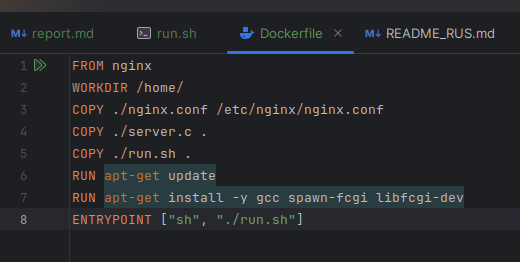 report.md run.sh Dockerfile × README_RUS.md
1 FROM nginx
2 WORKDIR /home/
3 COPY ./nginx.conf /etc/nginx/nginx.conf
4 COPY ./server.c .
5 COPY ./run.sh .
6 RUN apt-get update
7 RUN apt-get install -y gcc spawn-fcgi libfcgi-dev
8 ENTRYPOINT ["sh", "./run.sh"]